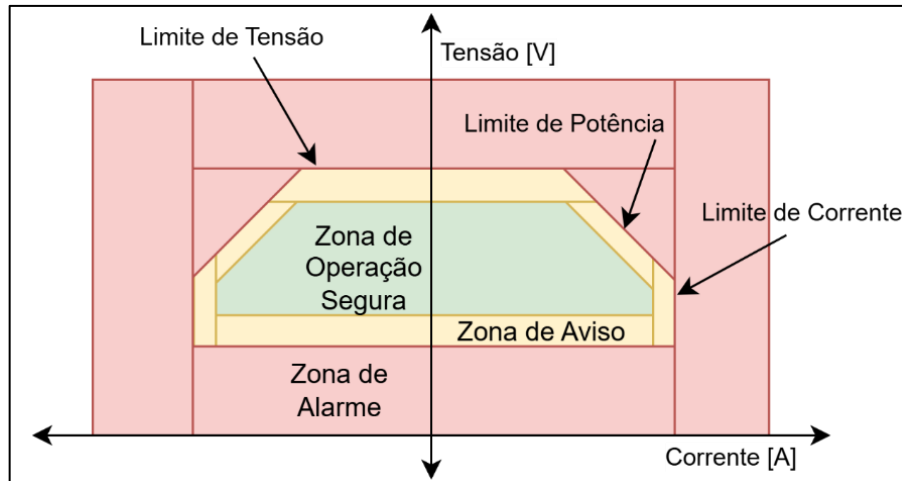 Limite de Tensão
Tensão [V]
Limite de Potência
Limite de Corrente
Zona de
Operação
Segura
Zona de Aviso
Zona de
Alarme
Corrente [A]